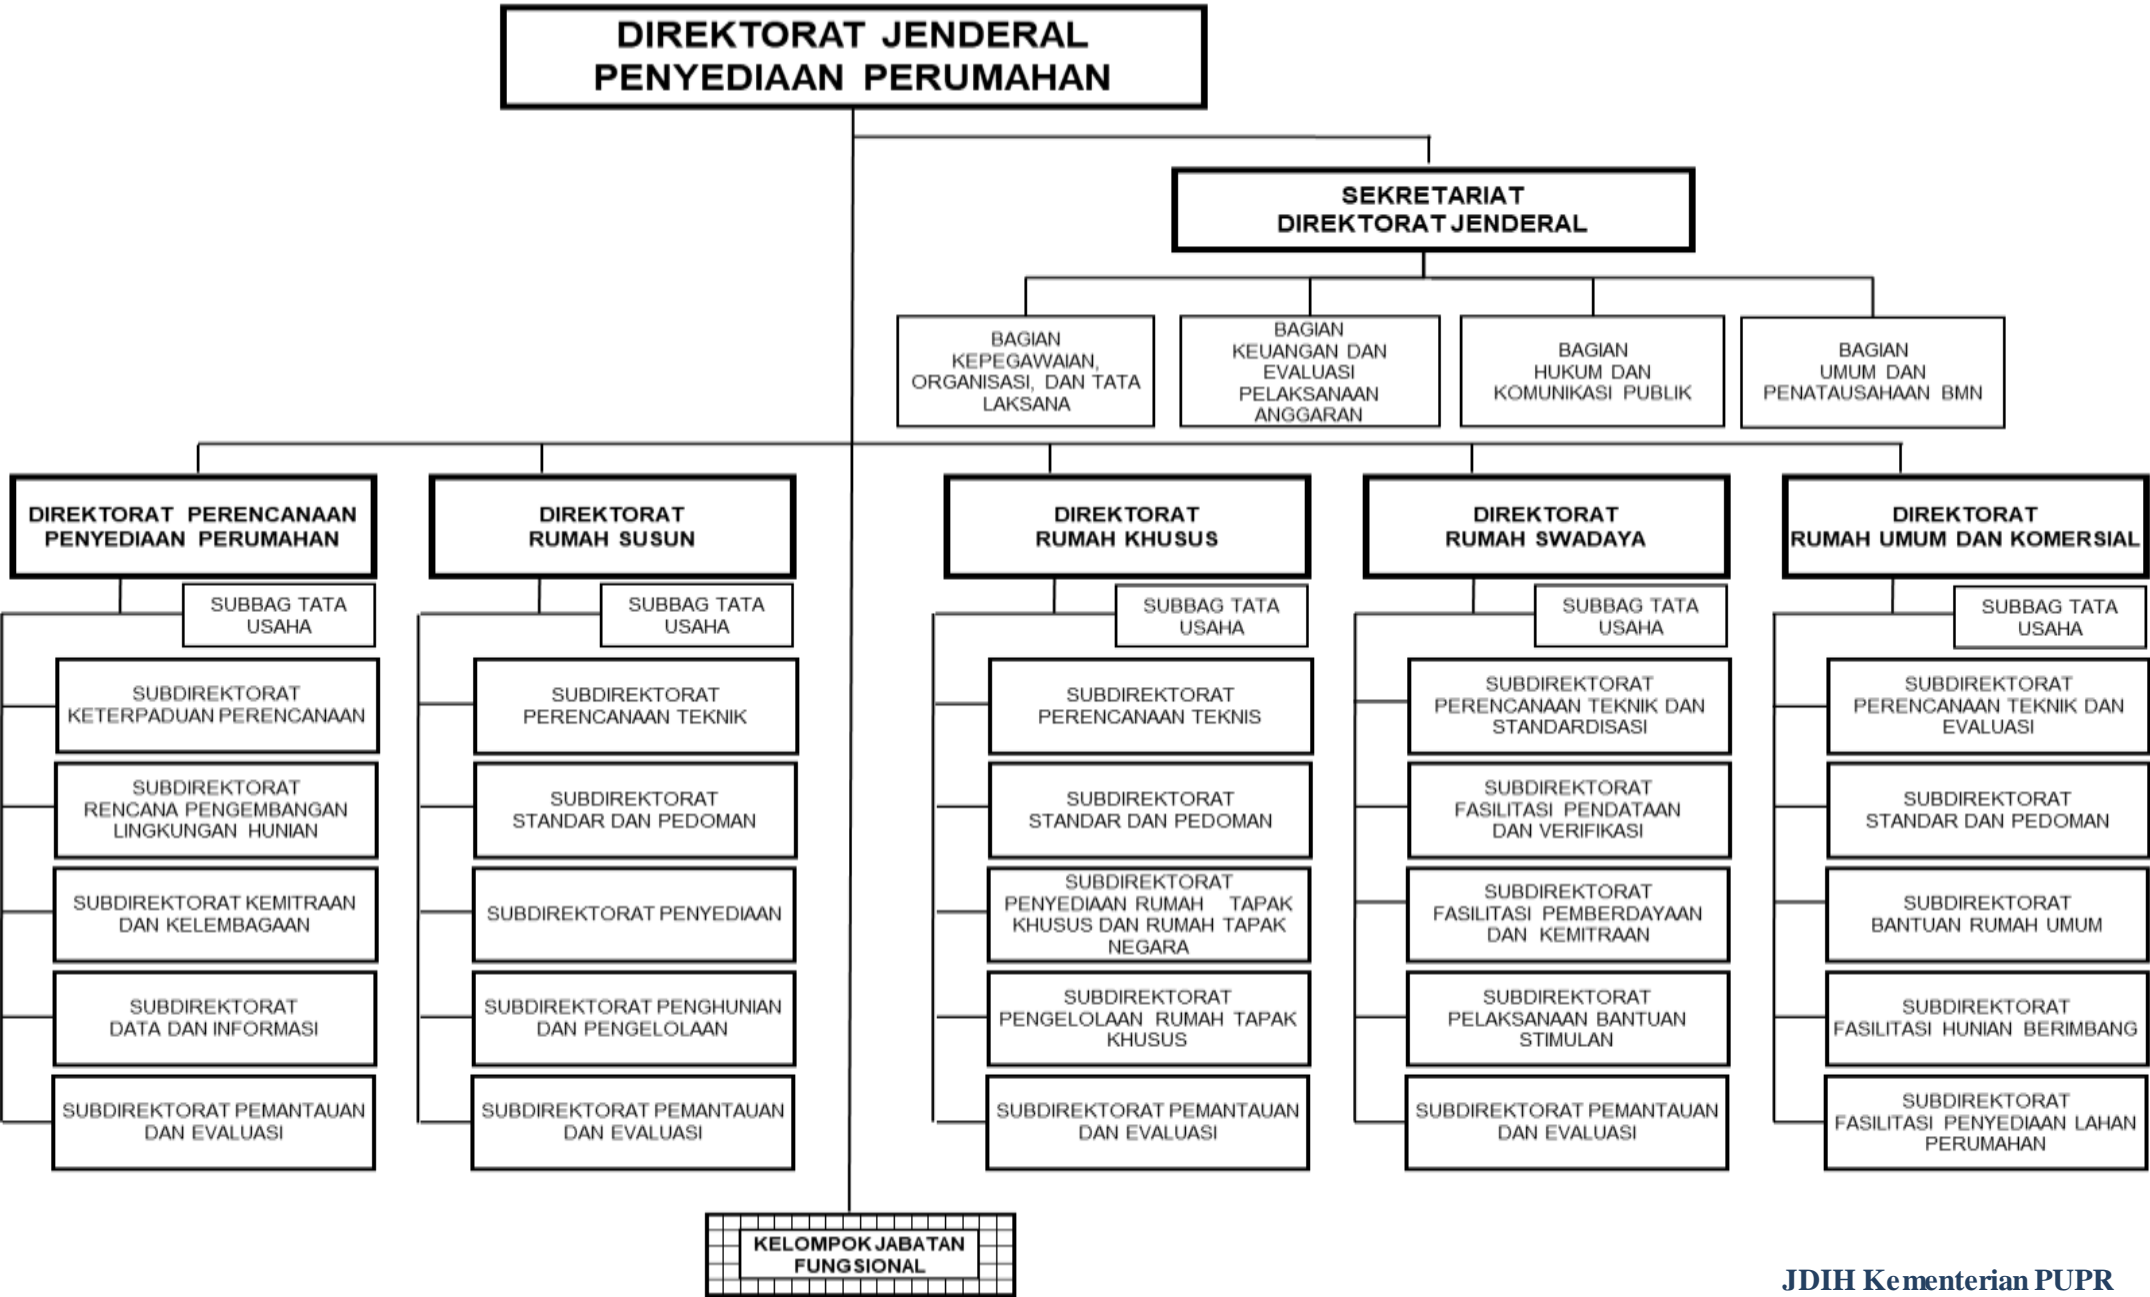 DIREKTORAT JENDERAL
PENYEDIAAN PERUMAHAN
SEKRETARIAT
DIREKTORAT JENDERAL
BAGIAN
KEPEGAWAIAN,
ORGANISASI, DAN TATA
LAKSANA
BAGIAN
KEUANGAN DAN
EVALUASI
PELAKSANAAN
ANGGARAN
BAGIAN
HUKUM DAN
KOMUNIKASI PUBLIK
BAGIAN
UMUM DAN
PENATAUSAHAAN BMN
DIREKTORAT PERENCANAAN
PENYEDIAAN PERUMAHAN
SUBBAG TATA
USAHA
SUBDIREKTORAT
KETERPADUAN PERENCANAAN
SUBDIREKTORAT
RENCANA PENGEMBANGAN
LINGKUNGAN HUNIAN
SUBDIREKTORAT KEMITRAAN
DAN KELEMBAGAAN
SUBDIREKTORAT
DATA DAN INFORMASI
SUBDIREKTORAT PEMANTAUAN
DAN EVALUASI
DIREKTORAT
RUMAH SUSUN
SUBBAG TATA
USAHA
SUBDIREKTORAT
PERENCANAAN TEKNIK
SUBDIREKTORAT
STANDAR DAN PEDOMAN
SUBDIREKTORAT PENYEDIAAN
SUBDIREKTORAT PENGHUNIAN
DAN PENGELOLAAN
SUBDIREKTORAT PEMANTAUAN
DAN EVALUASI
DIREKTORAT
RUMAH KHUSUS
SUBBAG TATA
USAHA
SUBDIREKTORAT
PERENCANAAN TEKNIS
SUBDIREKTORAT
STANDAR DAN PEDOMAN
SUBDIREKTORAT
PENYEDIAAN RUMAH TAPAK
KHUSUS DAN RUMAH TAPAK
NEGARA
SUBDIREKTORAT
PENGELOLAAN RUMAH TAPAK
KHUSUS
SUBDIREKTORAT PEMANTAUAN
DAN EVALUASI
DIREKTORAT
RUMAH SWADAYA
SUBBAG TATA
USAHA
SUBDIREKTORAT
PERENCANAAN TEKNIK DAN
STANDARDISASI
SUBDIREKTORAT
FASILITASI PENDATAAN
DAN VERIFIKASI
SUBDIREKTORAT
FASILITASI PEMBERDAYAAN
DAN KEMITRAAN
SUBDIREKTORAT
PELAKSANAAN BANTUAN
STIMULAN
SUBDIREKTORAT PEMANTAUAN
DAN EVALUASI
DIREKTORAT
RUMAH UMUM DAN KOMERSIAL
SUBBAG TATA
USAHA
SUBDIREKTORAT
PERENCANAAN TEKNIK DAN
EVALUASI
SUBDIREKTORAT
STANDAR DAN PEDOMAN
SUBDIREKTORAT
BANTUAN RUMAH UMUM
SUBDIREKTORAT
FASILITASI HUNIAN BERIMBANG
SUBDIREKTORAT
FASILITASI PENYEDIAAN LAHAN
PERUMAHAN
KELOMPOK JABATAN
FUNGSIONAL
JDIH Kementerian PUPR